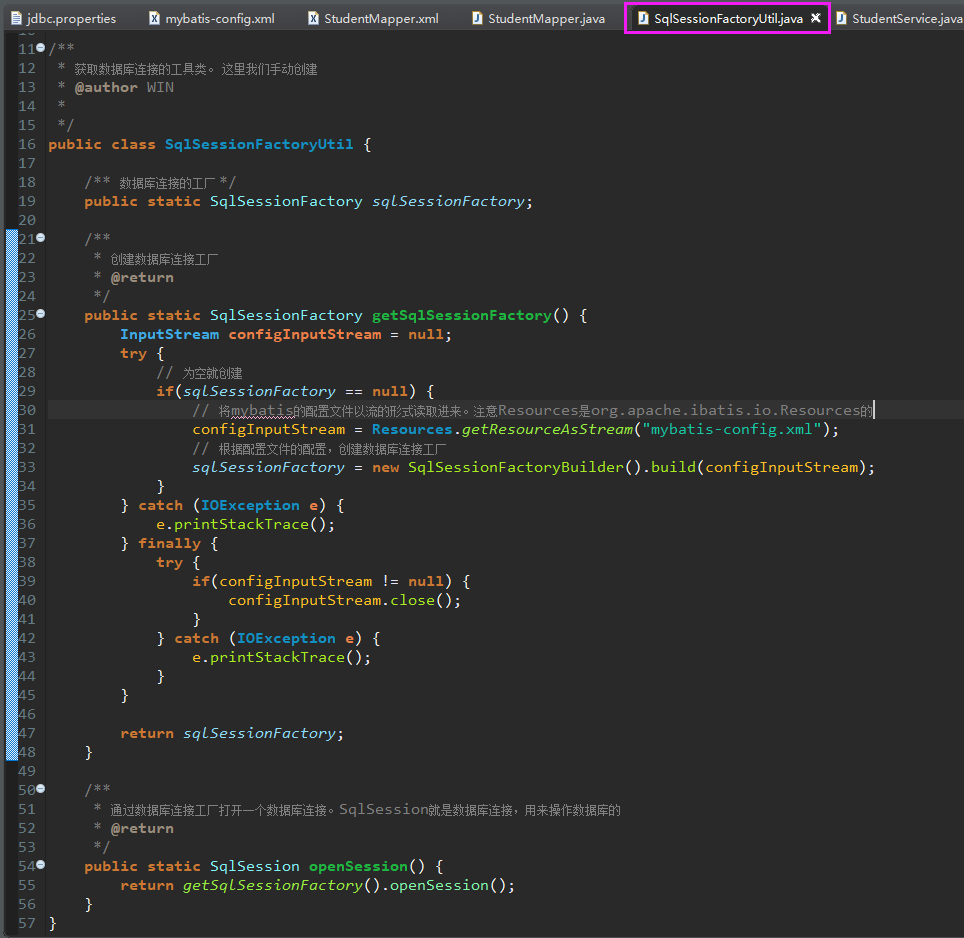 jdbc.properties mybatis-config.xml StudentMapper.xml StudentMapper.java SqlSessionFactoryUtil.java StudentService.java
11 /**
12 * 获取数据库连接的工具类。 这里我们手动创建
13 * @author WIN
14 *
15 */
16 public class SqlSessionFactoryUtil {
17
18 /** 数据库连接的工厂 */
19 public static SqlSessionFactory sqlSessionFactory;
20
21 /**
22 * 创建数据库连接工厂
23 * @return
24 */
25 public static SqlSessionFactory getSqlSessionFactory() {
26 InputStream configInputStream = null;
27 try {
28 // 为空就创建
29 if(sqlSessionFactory == null) {
30 // 将mybatis的配置文件以流的形式读取进来。注意Resources是org.apache.ibatis.io.Resources的
31 configInputStream = Resources.getResourceAsStream("mybatis-config.xml");
32 // 根据配置文件的配置，创建数据库连接工厂
33 sqlSessionFactory = new SqlSessionFactoryBuilder().build(configInputStream);
34 }
35 } catch (IOException e) {
36 e.printStackTrace();
37 } finally {
38 try {
39 if(configInputStream != null) {
40 configInputStream.close();
41 }
42 } catch (IOException e) {
43 e.printStackTrace();
44 }
45 }
46
47 return sqlSessionFactory;
48 }
49
50 /**
51 * 通过数据库连接工厂打开一个数据库连接。SqlSession就是数据库连接，用来操作数据库的
52 * @return
53 */
54 public static SqlSession openSession() {
55 return getSqlSessionFactory().openSession();
56 }
57 }